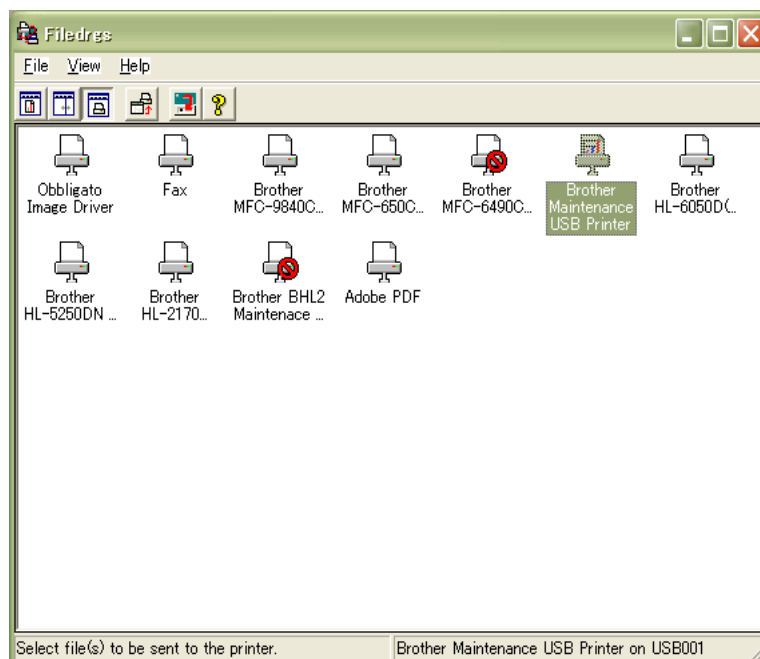 Filedrgs
File View Help
Obbligato
Image Driver
Fax
Brother
MFC-9840C...
Brother
MFC-650C...
Brother
MFC-6490C...
Brother
Maintenance
USB Printer
Brother
HL-6050D(...
Brother
HL-5250DN ...
Brother
HL-2170...
Brother BHL2
Maintenace ...
Adobe PDF
Select file(s) to be sent to the printer.
Brother Maintenance USB Printer on USB001